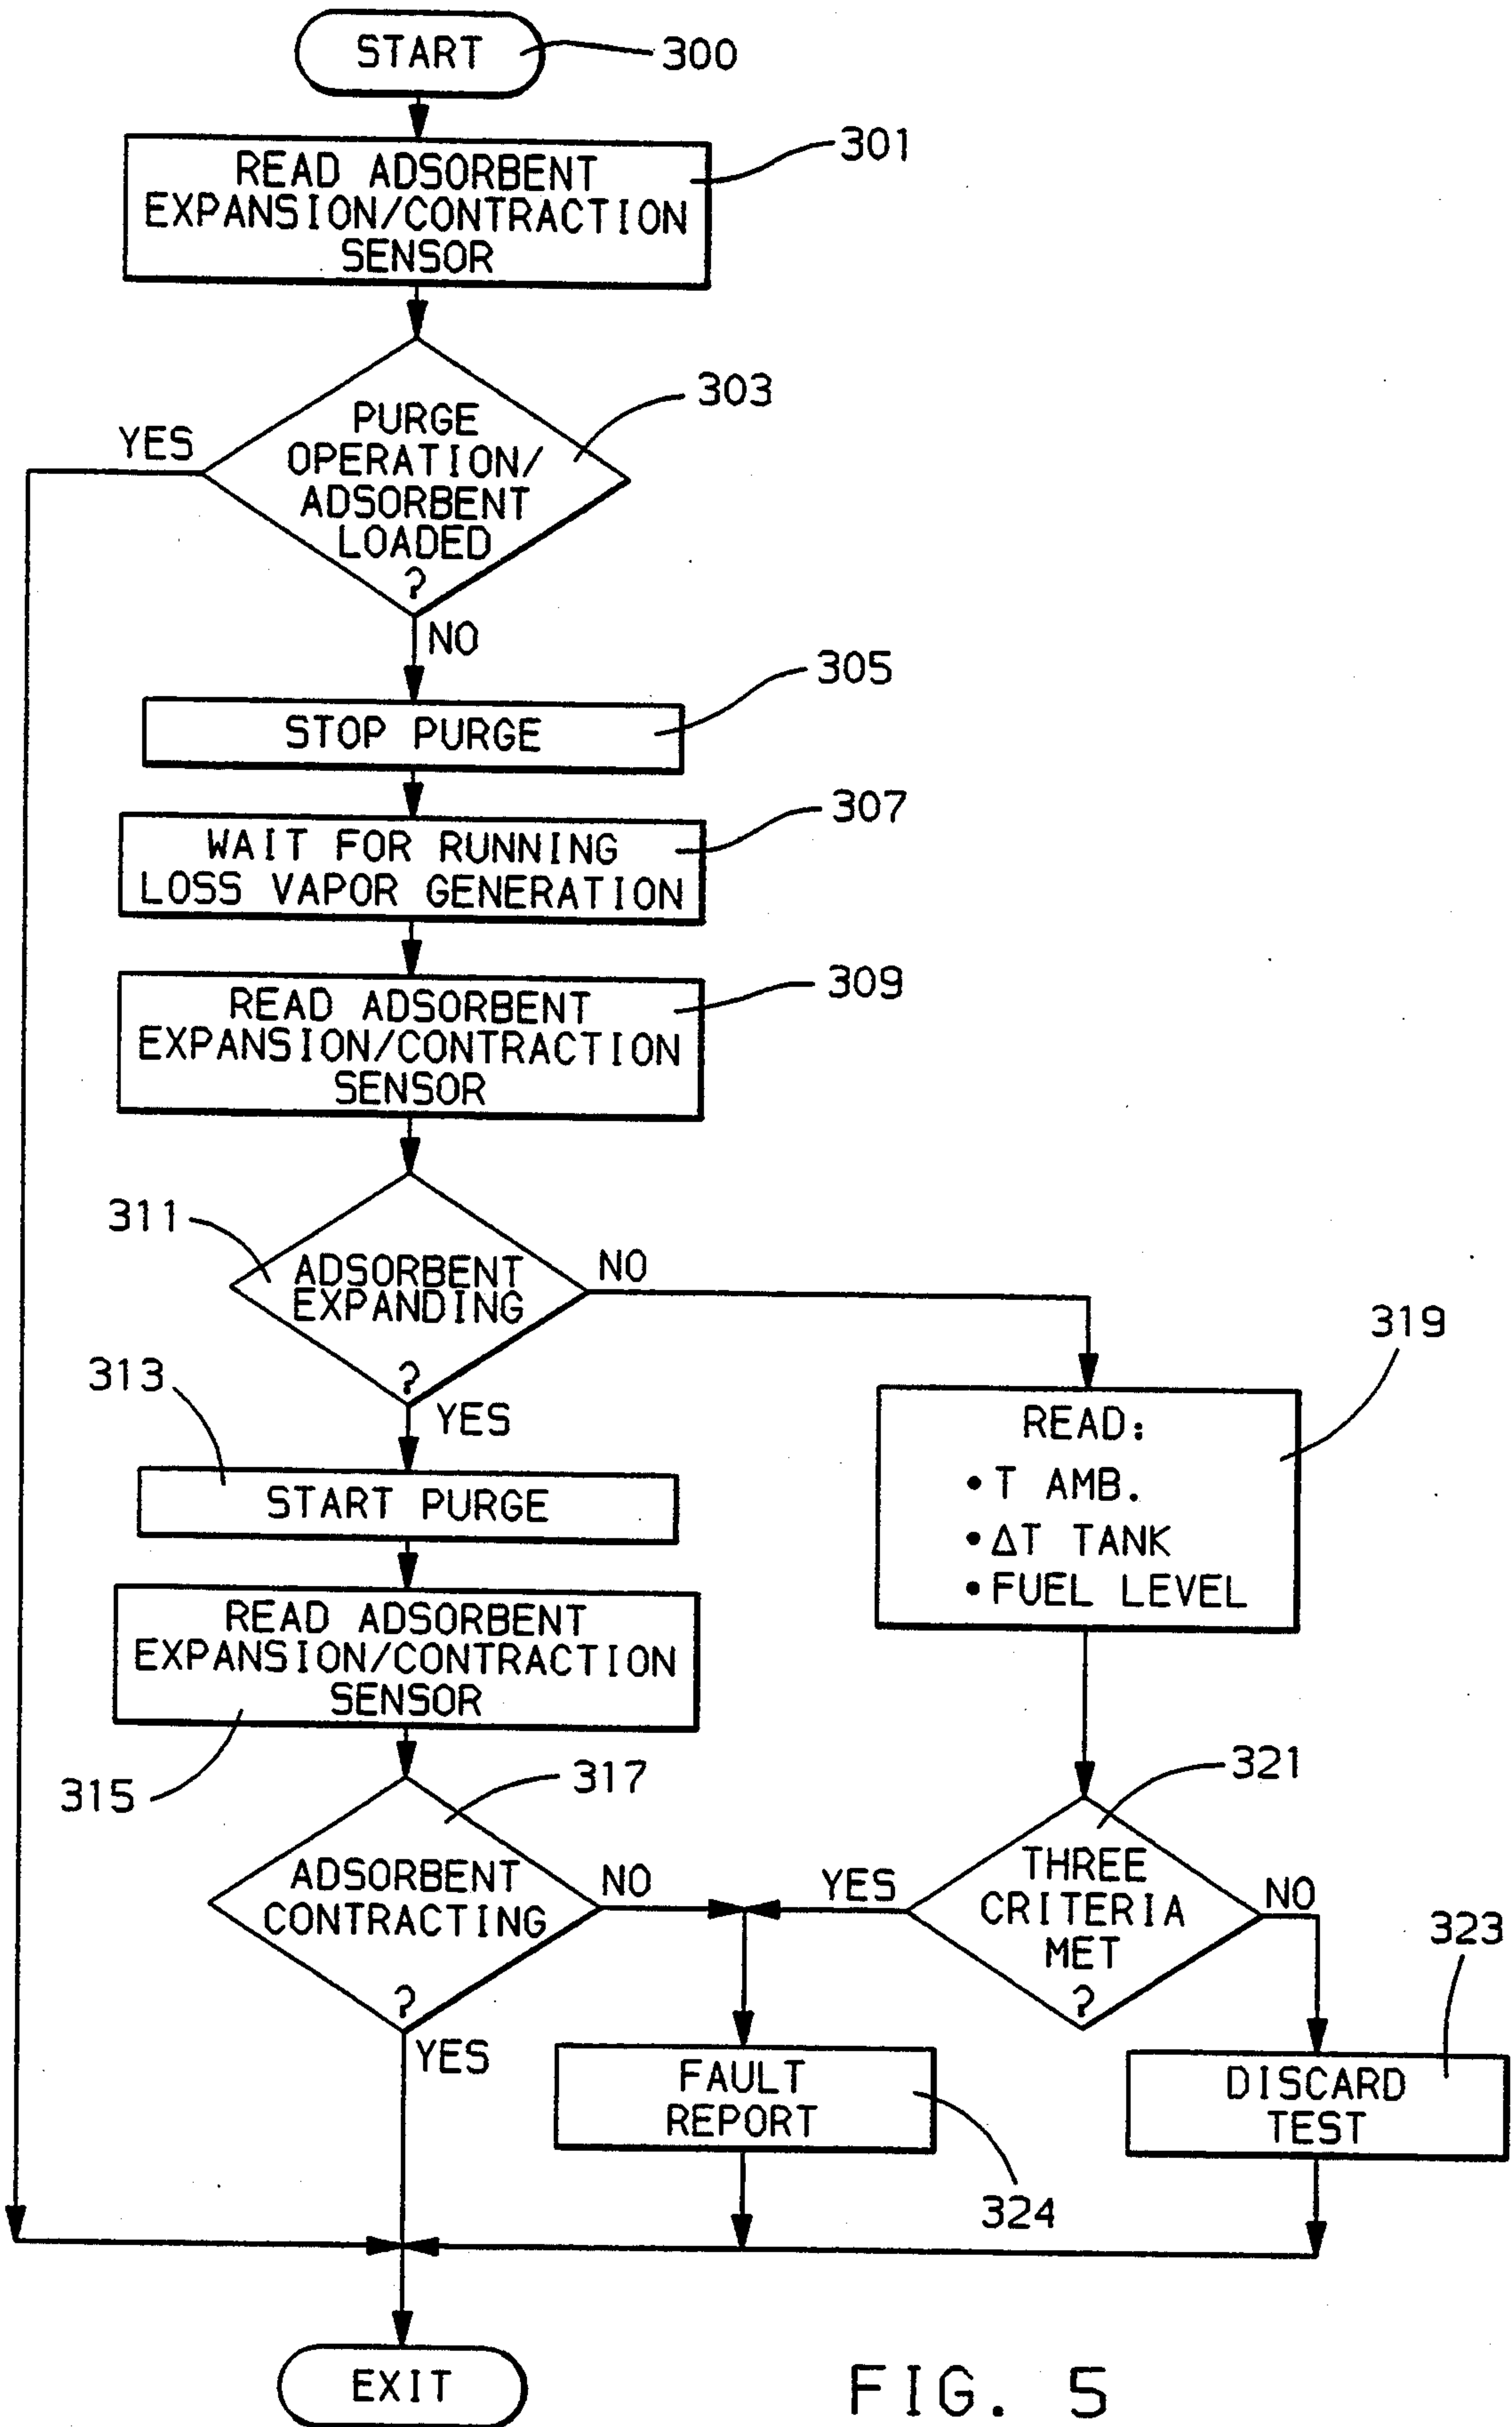 START
300
READ ADSORBENT
EXPANSION/CONTRACTION
SENSOR
301
PURGE
OPERATION/
ADSORBENT
LOADED
?
303
YES
NO
STOP PURGE
305
WAIT FOR RUNNING
LOSS VAPOR GENERATION
307
READ ADSORBENT
EXPANSION/CONTRACTION
SENSOR
309
311
ADSORBENT
EXPANDING
?
NO
YES
313
START PURGE
READ ADSORBENT
EXPANSION/CONTRACTION
SENSOR
315
317
ADSORBENT
CONTRACTING
?
NO
YES
319
READ:
• T AMB.
• ΔT TANK
• FUEL LEVEL
321
THREE
CRITERIA
MET
?
YES
NO
323
FAULT
REPORT
324
DISCARD
TEST
EXIT
FIG. 5